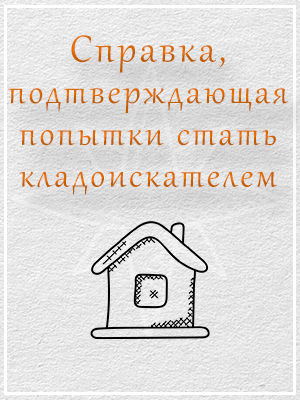 Справка,
подтверждающая
попытки стать
кладоискателем